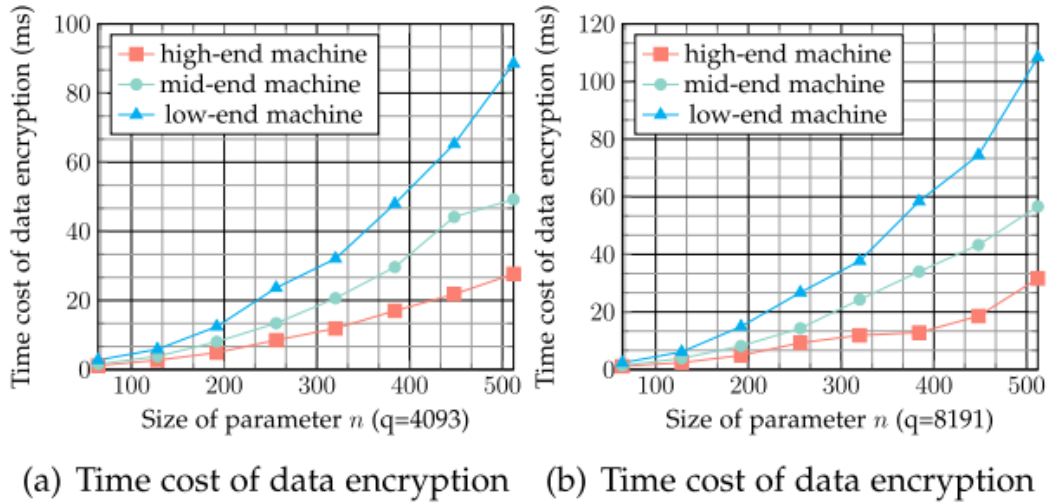 Time cost of data encryption (ms)
100
80
60
40
20
0
high-end machine
mid-end machine
low-end machine
100 200 300 400 500
Size of parameter n (q=4093)
(a) Time cost of data encryption
Time cost of data encryption (ms)
120
100
80
60
40
20
0
high-end machine
mid-end machine
low-end machine
100 200 300 400 500
Size of parameter n (q=8191)
(b) Time cost of data encryption